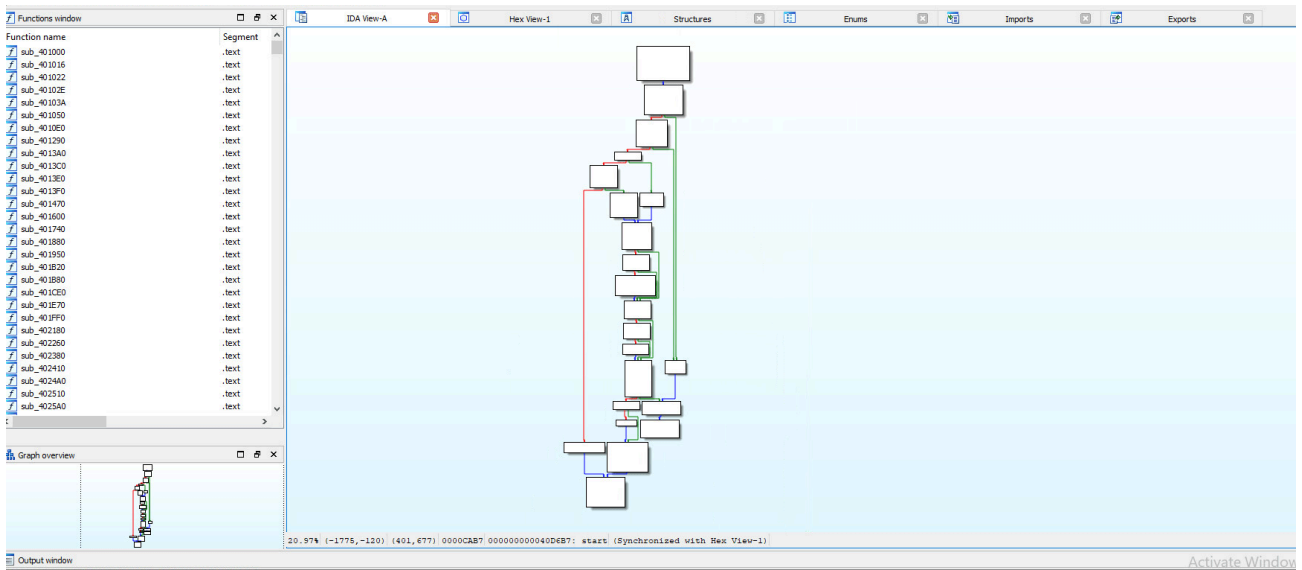 Functions window
IDA View-A
Hex View-1
Structures
Enums
Imports
Exports
Function name Segment
f sub_401000 .text
f sub_401016 .text
f sub_401022 .text
f sub_40102E .text
f sub_40103A .text
f sub_401050 .text
f sub_4010E0 .text
f sub_401290 .text
f sub_4013A0 .text
f sub_4013C0 .text
f sub_4013E0 .text
f sub_4013F0 .text
f sub_401470 .text
f sub_401600 .text
f sub_401740 .text
f sub_401880 .text
f sub_401950 .text
f sub_401B20 .text
f sub_401B80 .text
f sub_401CE0 .text
f sub_401E70 .text
f sub_401FF0 .text
f sub_402180 .text
f sub_402260 .text
f sub_402380 .text
f sub_402410 .text
f sub_4024A0 .text
f sub_402510 .text
f sub_4025A0 .text
Graph overview
20.97% (-1775,-120) (401,677) 0000CAB7 000000000040D6B7: start (Synchronized with Hex View-1)
Output window
Activate Window